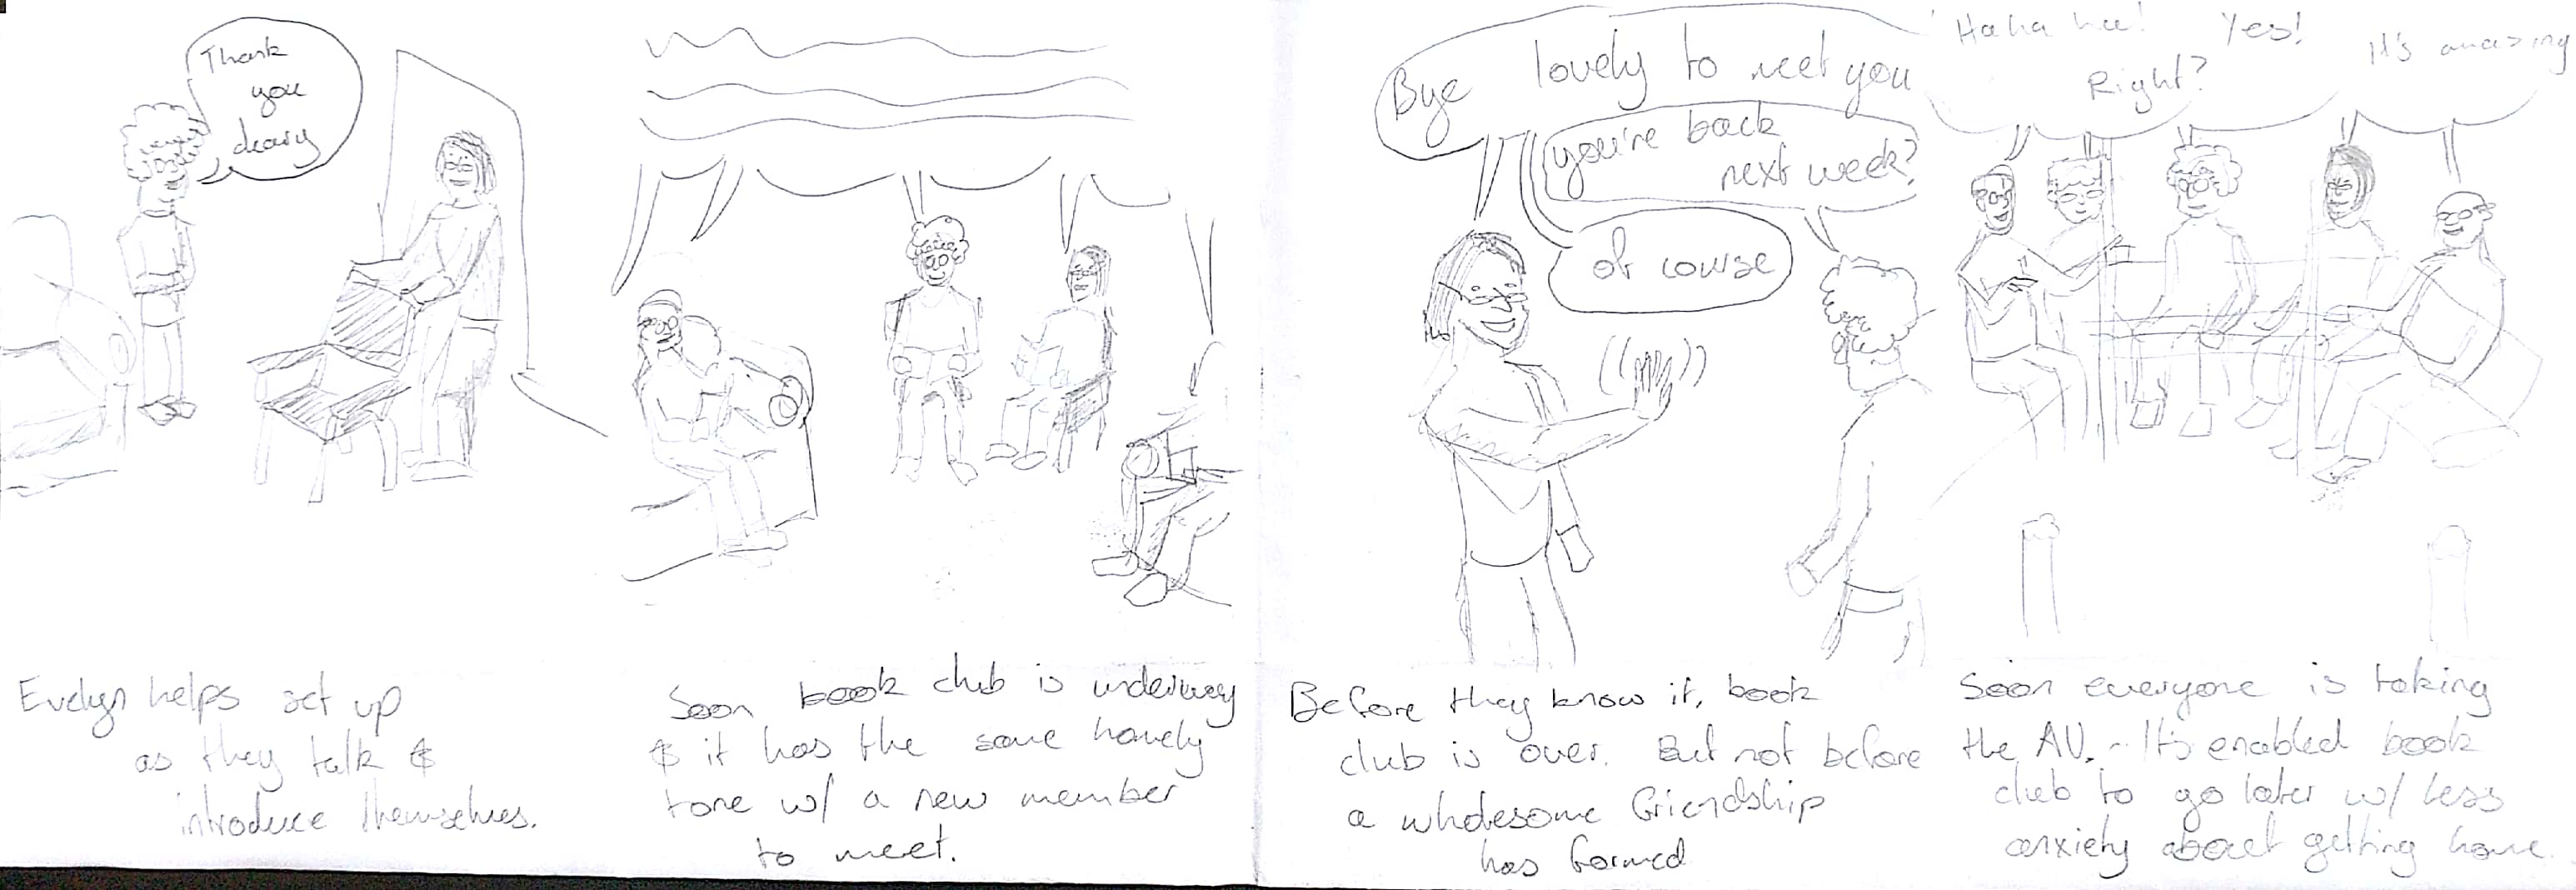 Thank
you
deary
Evelyn helps set up
as they talk &
introduce themselves.
Soon book club is underway
& it has the same homely
tone w/ a new member
to meet.
Bye lovely to meet you
you're back
next week?
of course
Before they know it, book
club is over. But not before
a wholesome friendship
has formed
Haha hee!
Yes!
Right?
It's amazing
Soon everyone is taking
the AV. - It's enabled book
club to go later w/ less
anxiety about getting home.